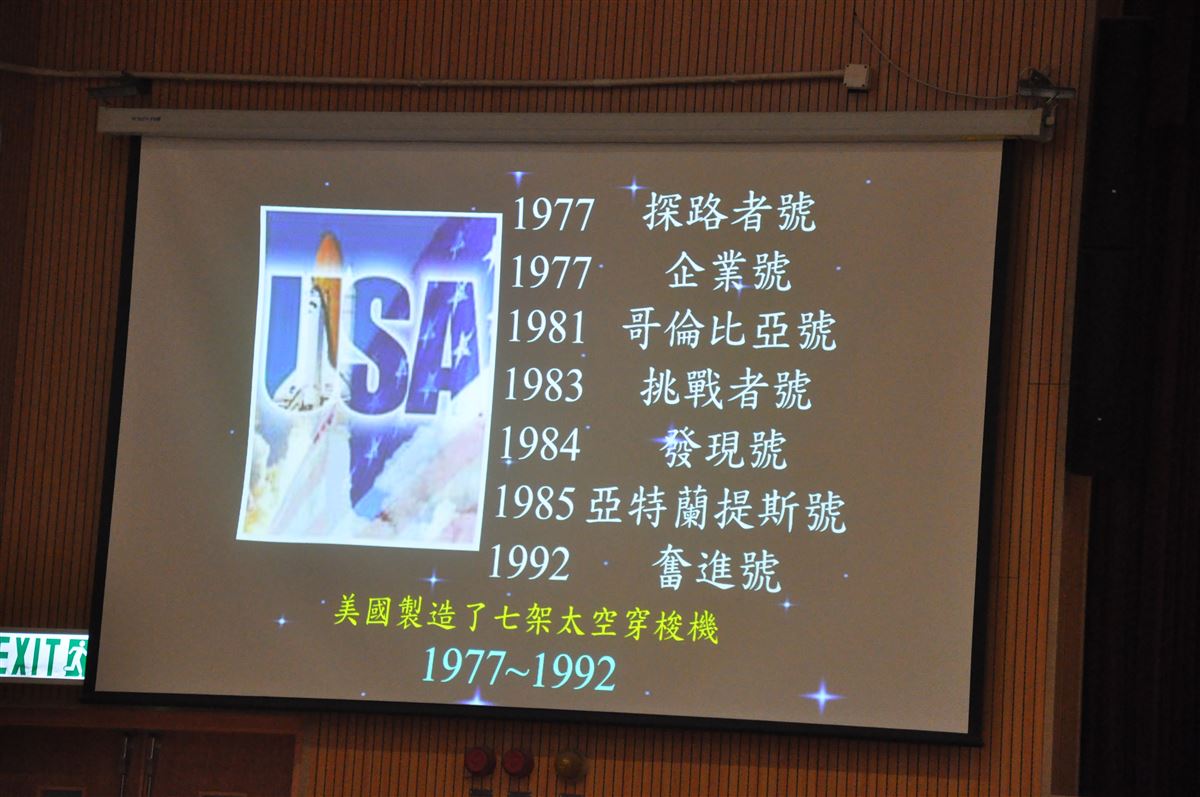 USA
1977 探路者號
1977 企業號
1981 哥倫比亞號
1983 挑戰者號
1984 發現號
1985 亞特蘭提斯號
1992 奮進號
美國製造了七架太空穿梭機
1977~1992
EXIT